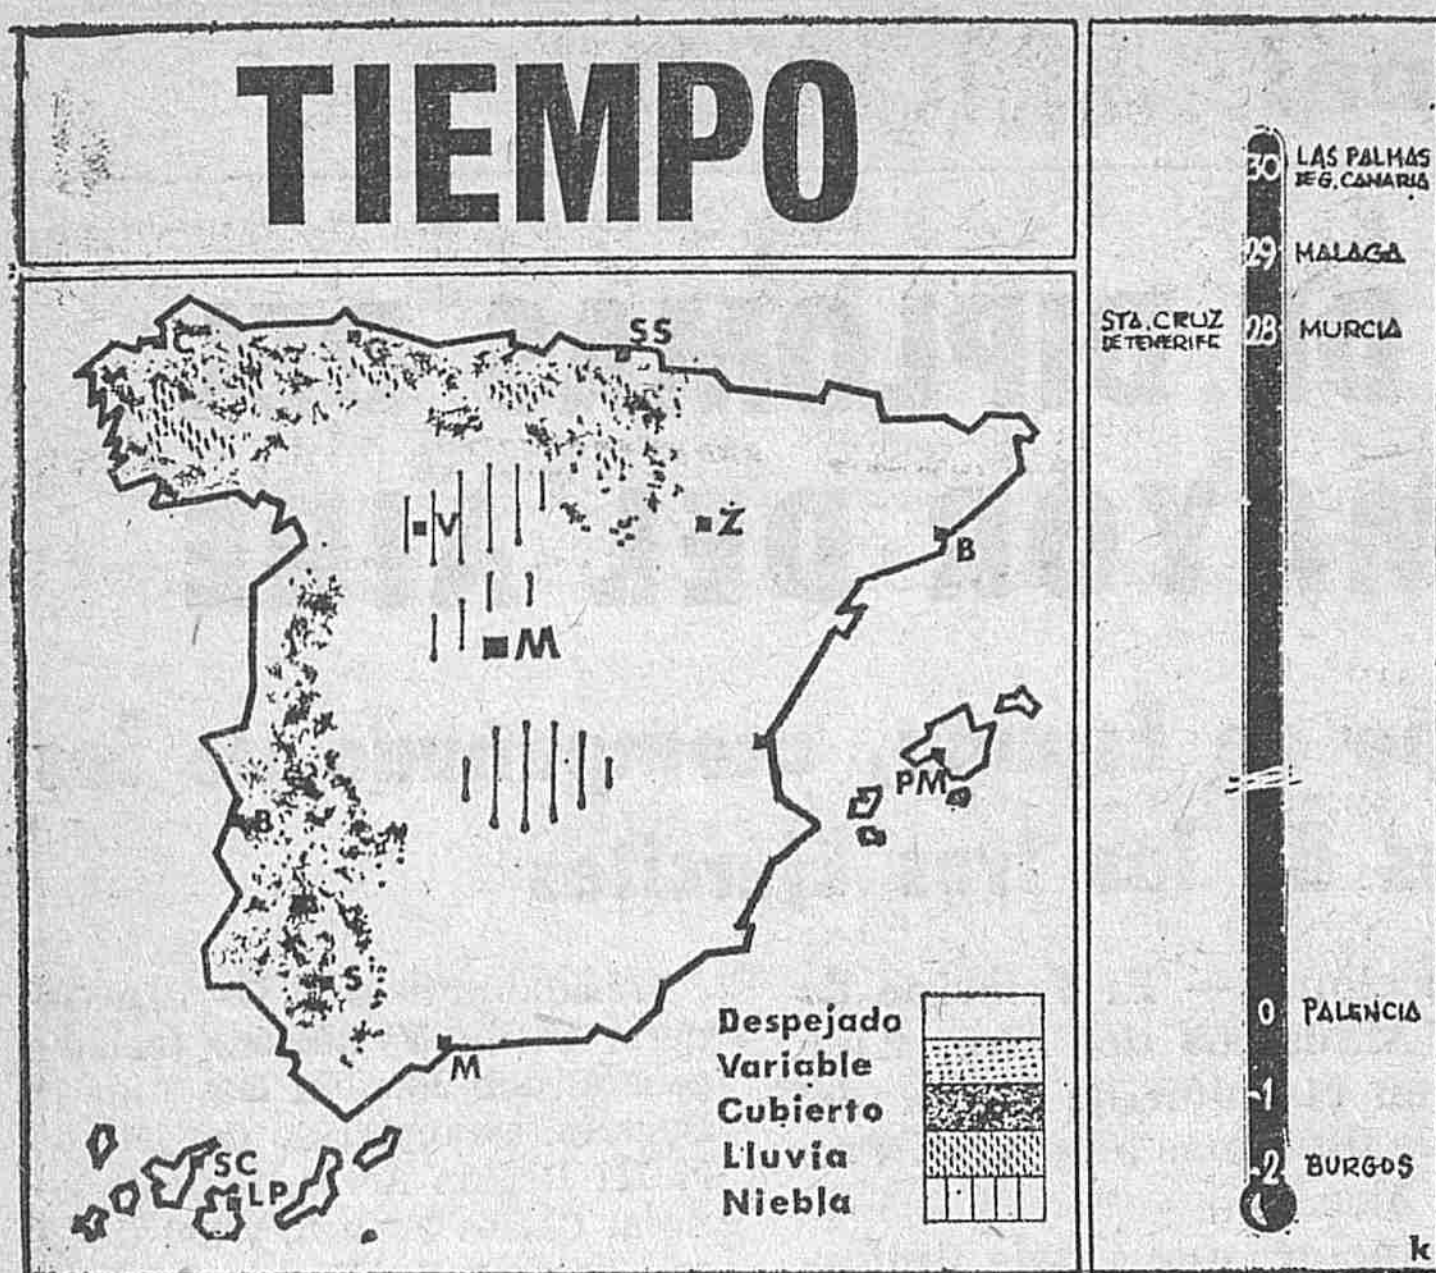 TIEMPO
C
G
SS
V
Z
B
M
PM
B
S
M
SC
LP
Despejado
Variable
Cubierto
Lluvia
Niebla
30 LAS PALMAS
DE G. CANARIA
29 MALAGA
STA. CRUZ 28 MURCIA
DE TENERIFE
0 PALENCIA
-1
-2 BURGOS
k